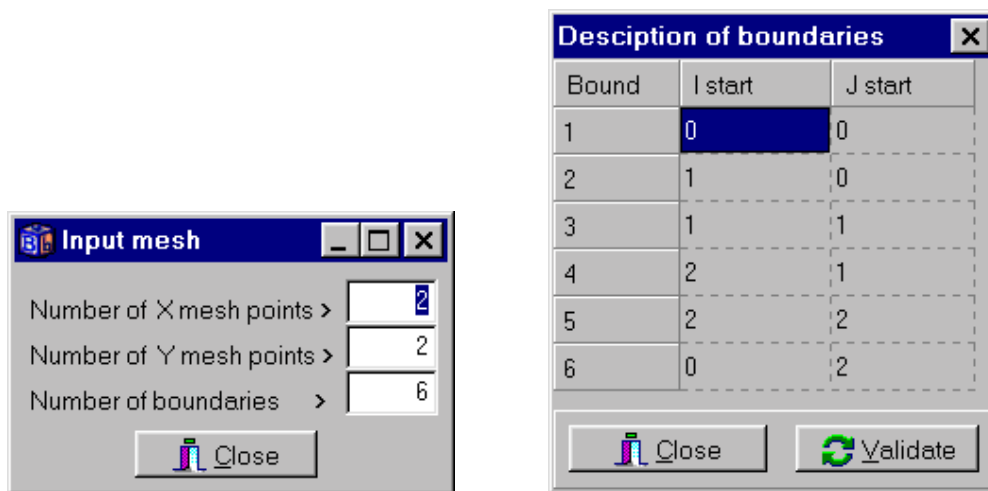 Input mesh
Number of X mesh points > 2
Number of Y mesh points > 2
Number of boundaries > 6
Close
Desciption of boundaries
Bound I start J start
1 0 0
2 1 0
3 1 1
4 2 1
5 2 2
6 0 2
Close Validate